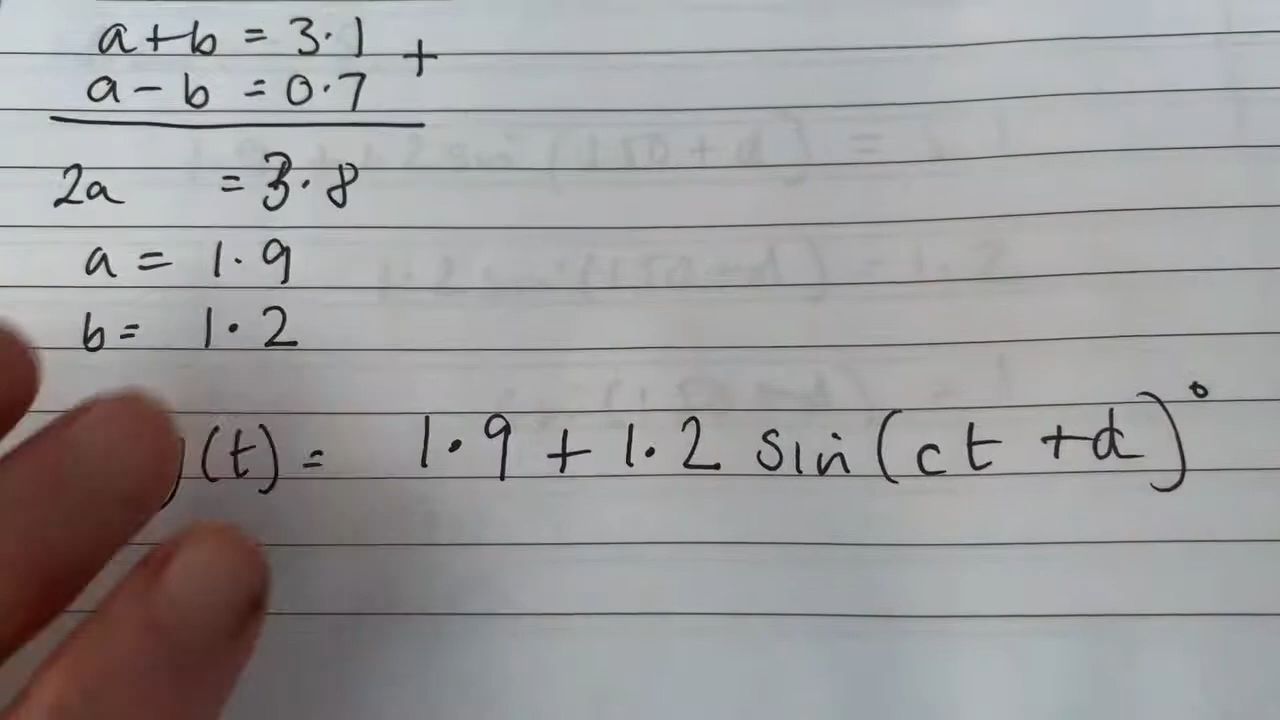 a+b = 3·1 +
a-b = 0·7
2a = 3·8
a = 1·9
b = 1·2
(t) = 1·9 + 1·2 sin(ct +d)°